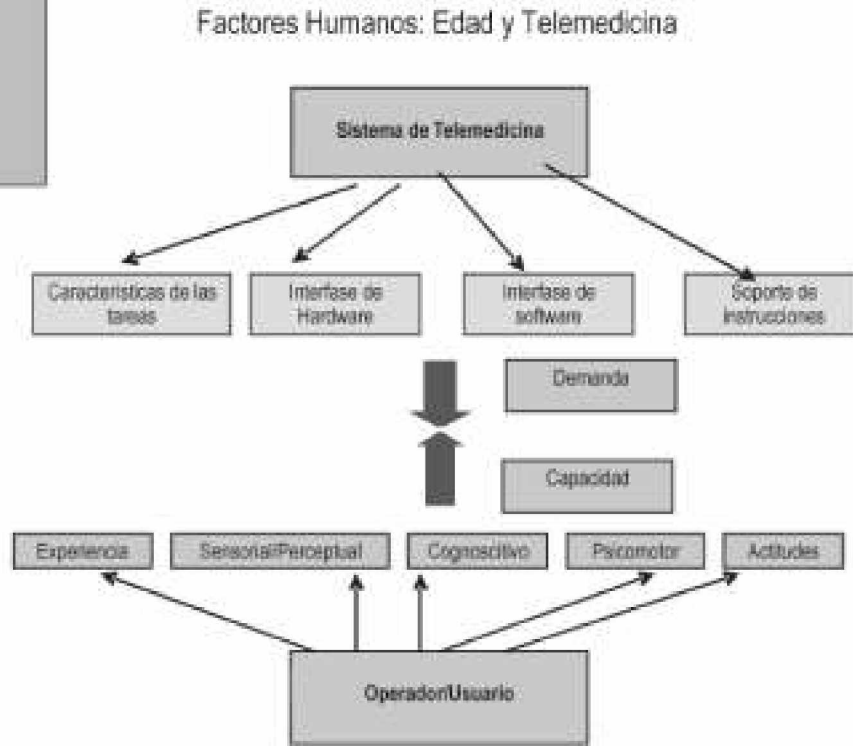 Factores Humanos: Edad y Telemedicina
Sistema de Telemedicina
Características de las
tareas
Interfase de
Hardware
Interfase de
software
Soporte de
instrucciones
Demanda
Capacidad
Experiencia
Sensorial/Perceptual
Cognoscitivo
Psicomotor
Actitudes
Operador/Usuario